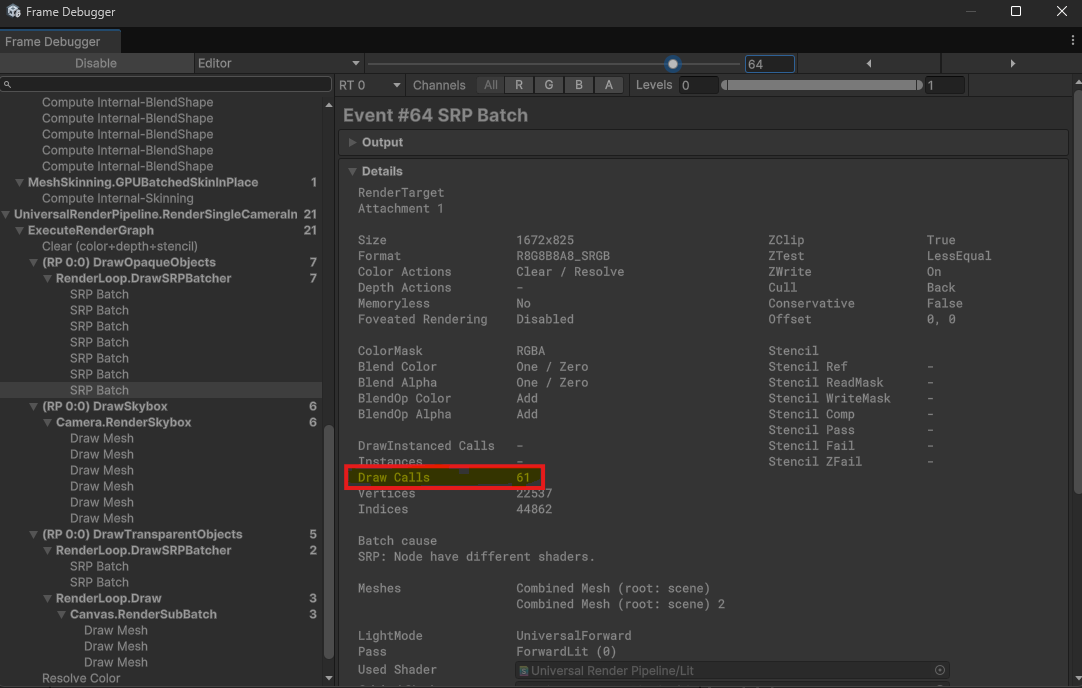 Frame Debugger
Frame Debugger
Disable
Editor
64
RT 0
Channels
All
R
G
B
A
Levels
0
1
Compute Internal-BlendShape
Compute Internal-BlendShape
Compute Internal-BlendShape
Compute Internal-BlendShape
Compute Internal-BlendShape
MeshSkinning.GPUBatchedSkinInPlace 1
Compute Internal-Skinning
UniversalRenderPipeline.RenderSingleCameraIn 21
ExecuteRenderGraph 21
Clear (color+depth+stencil)
(RP 0:0) DrawOpaqueObjects 7
RenderLoop.DrawSRPBatcher 7
SRP Batch
SRP Batch
SRP Batch
SRP Batch
SRP Batch
SRP Batch
SRP Batch
(RP 0:0) DrawSkybox 6
Camera.RenderSkybox 6
Draw Mesh
Draw Mesh
Draw Mesh
Draw Mesh
Draw Mesh
Draw Mesh
(RP 0:0) DrawTransparentObjects 5
RenderLoop.DrawSRPBatcher 2
SRP Batch
SRP Batch
RenderLoop.Draw 3
Canvas.RenderSubBatch 3
Draw Mesh
Draw Mesh
Draw Mesh
Resolve Color
Event #64 SRP Batch
Output
Details
RenderTarget
Attachment 1
Size 1672x825 ZClip True
Format R8G8B8A8_SRGB ZTest LessEqual
Color Actions Clear / Resolve ZWrite On
Depth Actions - Cull Back
Memoryless No Conservative False
Foveated Rendering Disabled Offset 0, 0
ColorMask RGBA Stencil
Blend Color One / Zero Stencil Ref -
Blend Alpha One / Zero Stencil ReadMask -
BlendOp Color Add Stencil WriteMask -
BlendOp Alpha Add Stencil Comp -
Stencil Pass -
DrawInstanced Calls - Stencil Fail -
Instances - Stencil ZFail -
Draw Calls 61
Vertices 22537
Indices 44862
Batch cause
SRP: Node have different shaders.
Meshes Combined Mesh (root: scene)
Combined Mesh (root: scene) 2
LightMode UniversalForward
Pass ForwardLit (0)
Used Shader Universal Render Pipeline/Lit